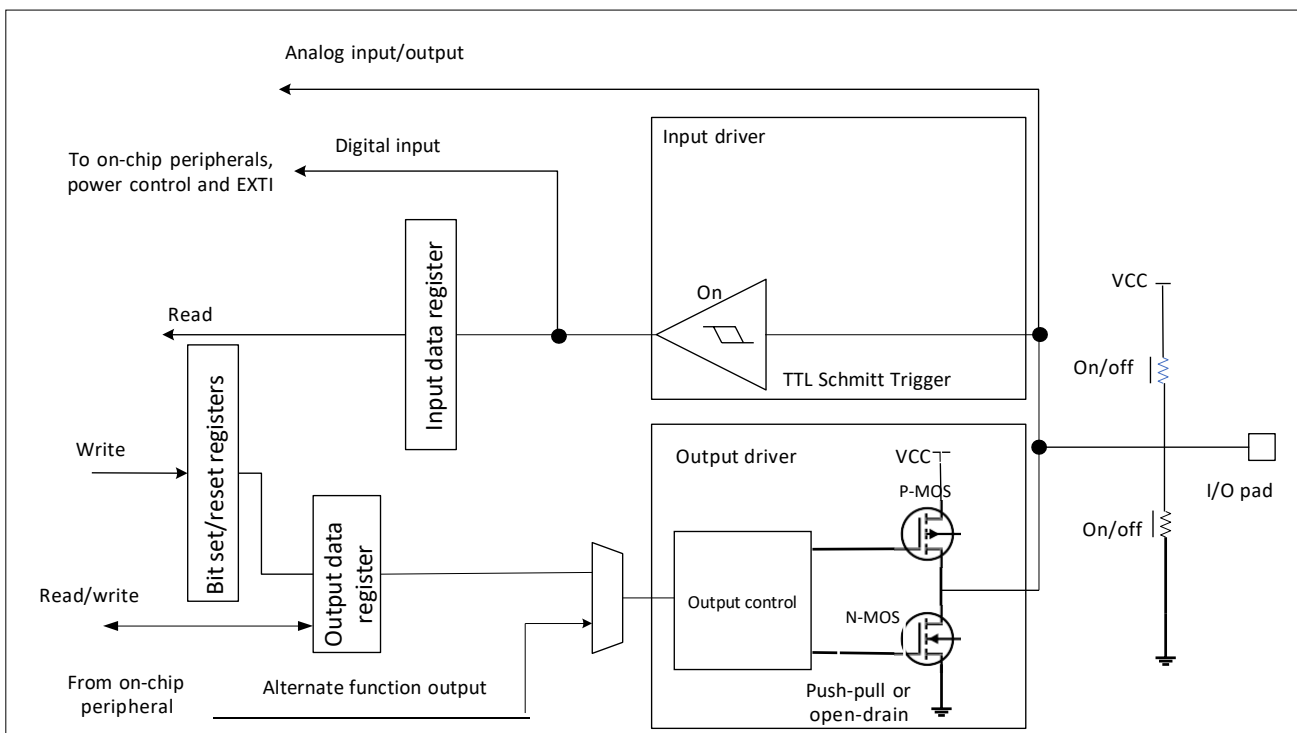 Analog input/output
Digital input
To on-chip peripherals,
power control and EXTI
Input driver
On
TTL Schmitt Trigger
Input data register
Read
Bit set/reset registers
Write
VCC
On/off
I/O pad
On/off
Output driver
VCC
P-MOS
Output data
register
Output control
N-MOS
Read/write
From on-chip
peripheral
Alternate function output
Push-pull or
open-drain